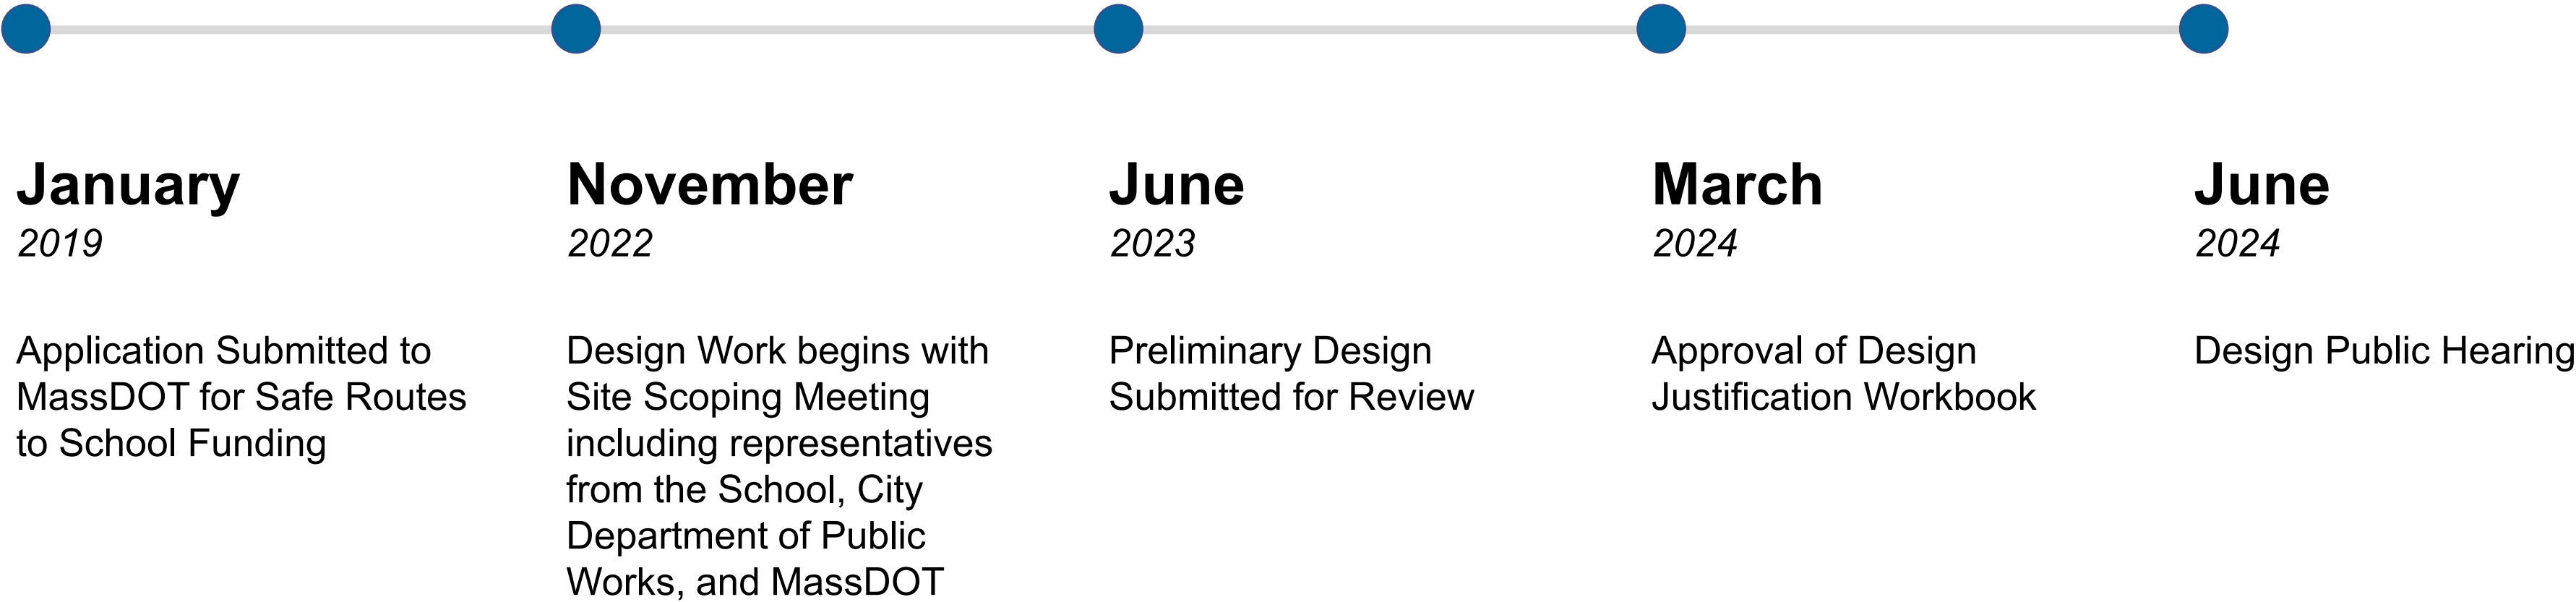 January
2019
Application Submitted to
MassDOT for Safe Routes
to School Funding
November
2022
Design Work begins with
Site Scoping Meeting
including representatives
from the School, City
Department of Public
Works, and MassDOT
June
2023
Preliminary Design
Submitted for Review
March
2024
Approval of Design
Justification Workbook
June
2024
Design Public Hearing